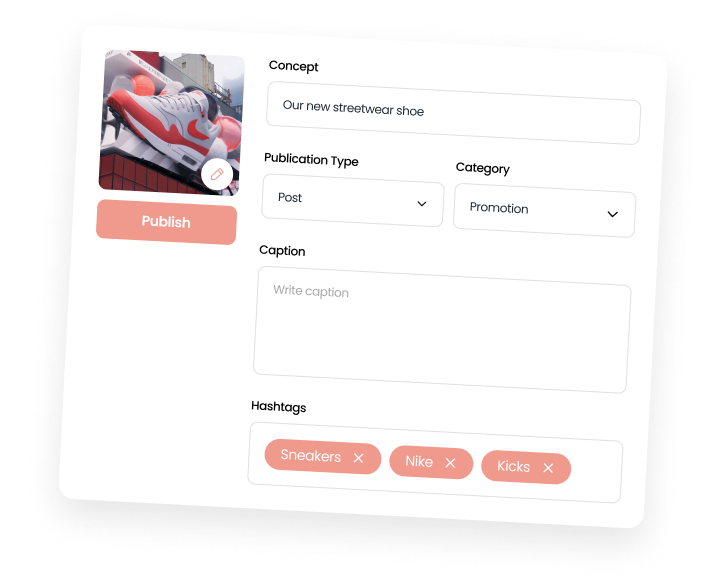 Concept
Our new streetwear shoe
Publication Type
Category
Post
Promotion
Publish
Caption
Write caption
Hashtags
Sneakers
Nike
Kicks